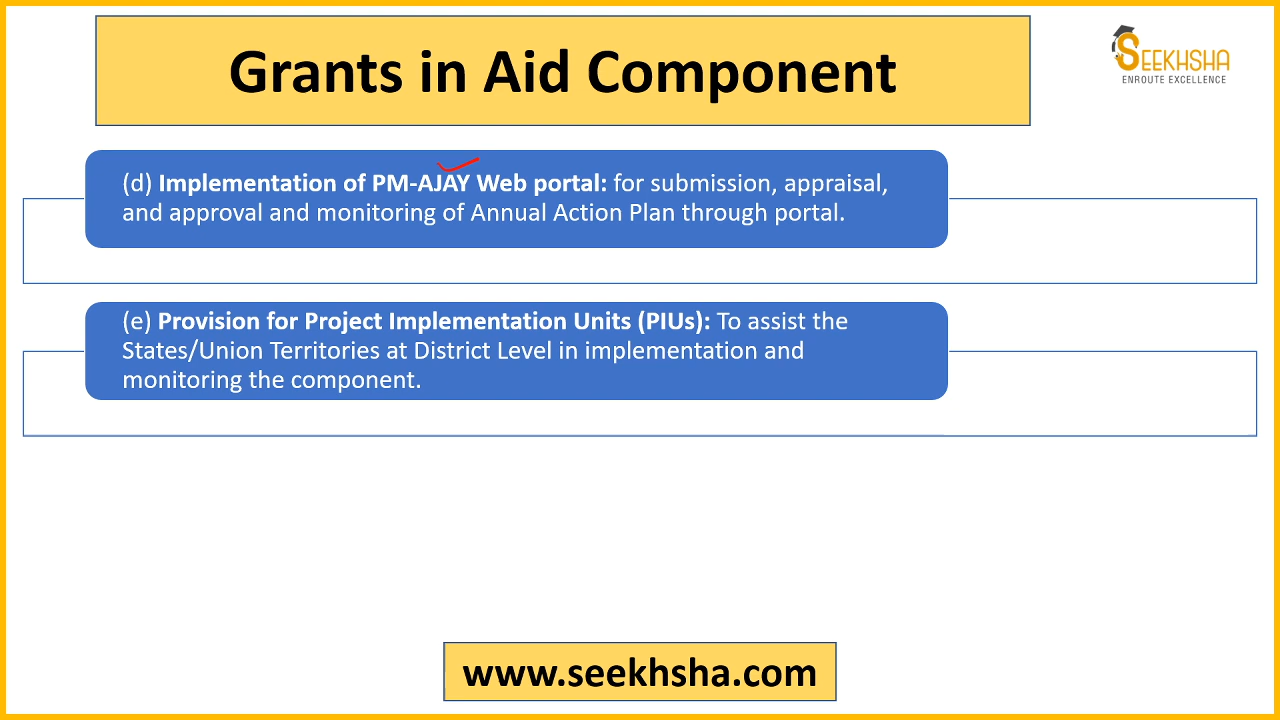 Grants in Aid Component
SEEKHSHA
ENROUTE EXCELLENCE
(d) Implementation of PM-AJAY Web portal: for submission, appraisal,
and approval and monitoring of Annual Action Plan through portal.
(e) Provision for Project Implementation Units (PIUs): To assist the
States/Union Territories at District Level in implementation and
monitoring the component.
www.seekhsha.com